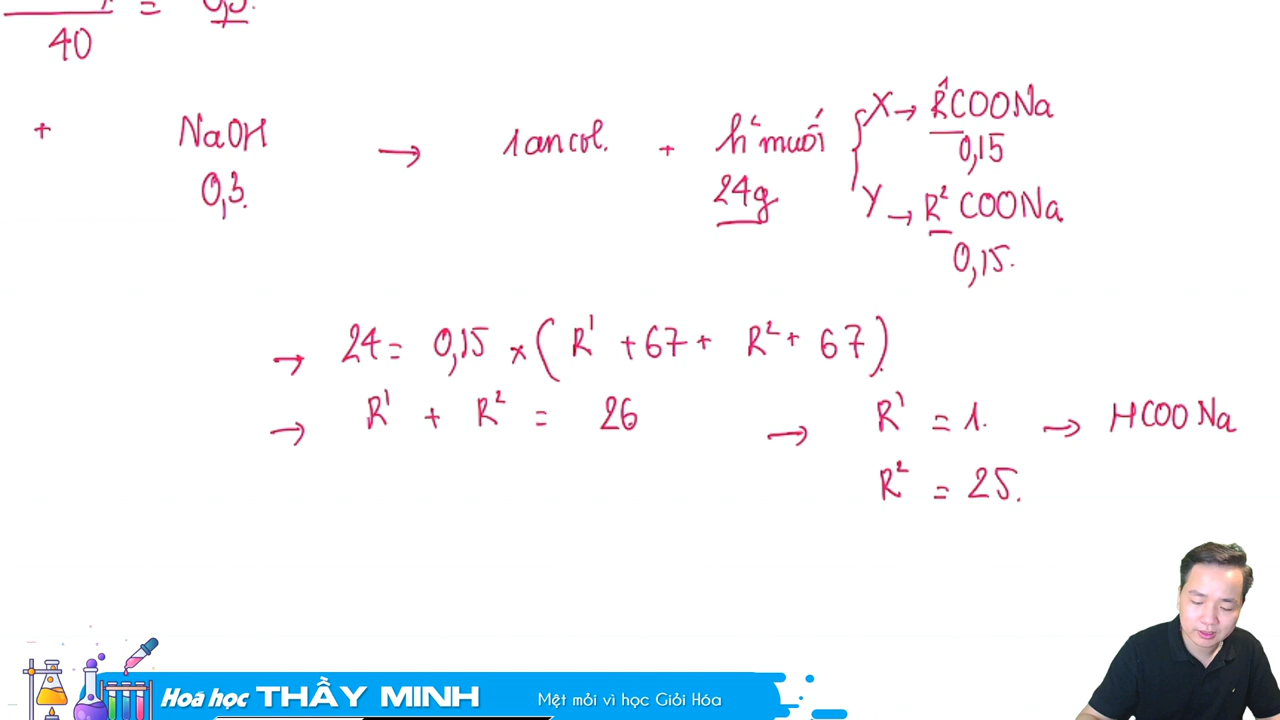 40 = 0,3.
+ NaOH → 1 ancol. + h² muối { X → R¹COONa
0,3. 24g 0,15
Y → R²COONa
0,15.
→ 24 = 0,15 × (R¹ + 67 + R² + 67)
→ R¹ + R² = 26 → R¹ = 1. → HCOONa
R² = 25.
Hoá học THẦY MINH Mệt mỏi vì học Giỏi Hóa